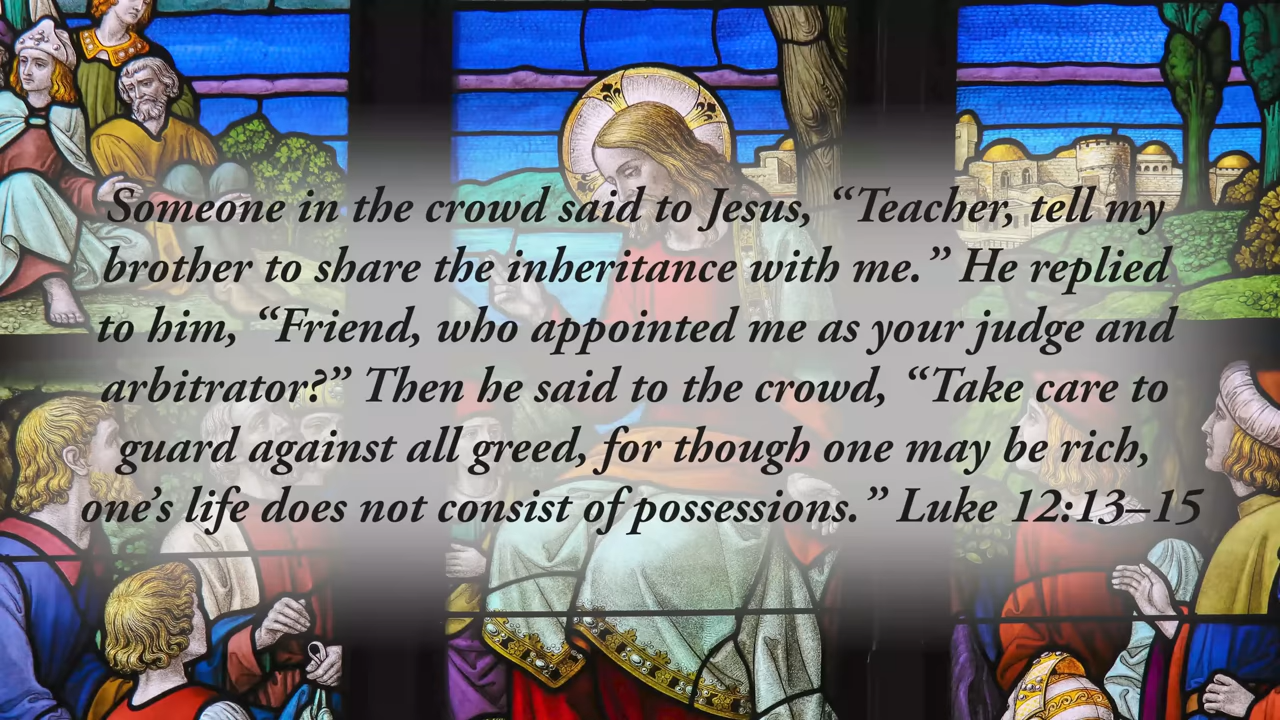 Someone in the crowd said to Jesus, “Teacher, tell my
brother to share the inheritance with me.” He replied
to him, “Friend, who appointed me as your judge and
arbitrator?” Then he said to the crowd, “Take care to
guard against all greed, for though one may be rich,
one’s life does not consist of possessions.” Luke 12:13–15